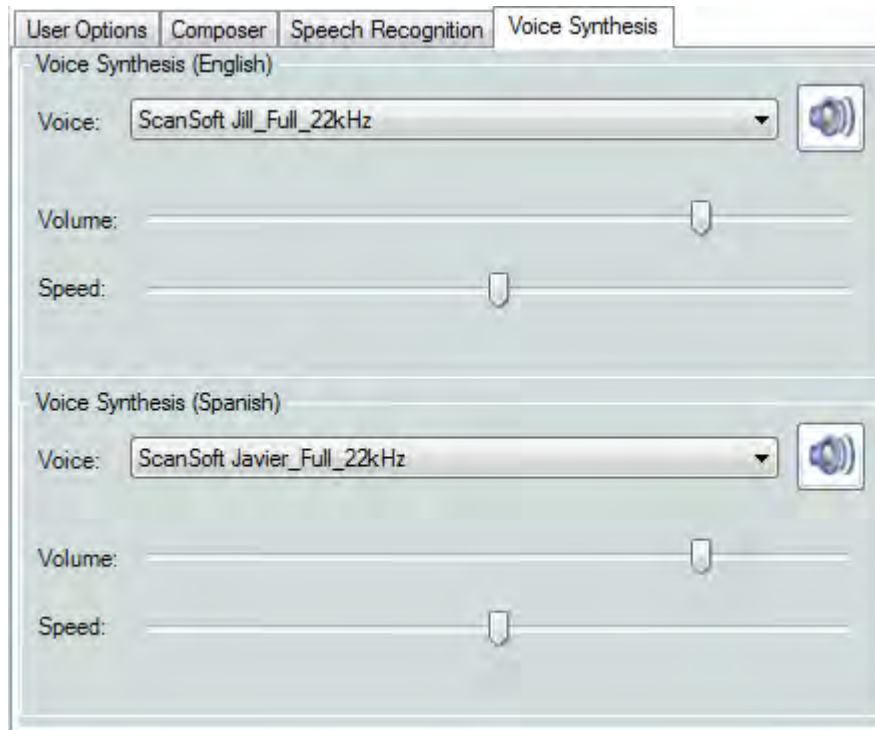 User Options Composer Speech Recognition Voice Synthesis
Voice Synthesis (English)
Voice: ScanSoft Jill_Full_22kHz
Volume:
Speed:
Voice Synthesis (Spanish)
Voice: ScanSoft Javier_Full_22kHz
Volume:
Speed: